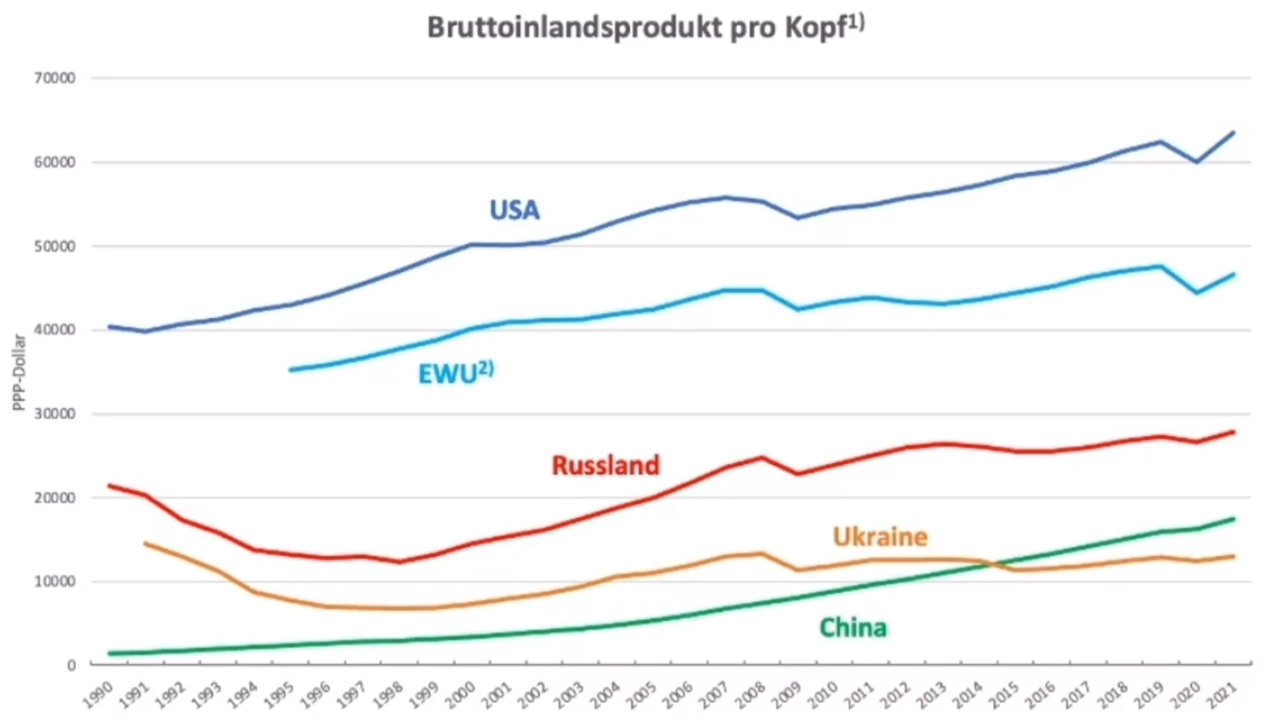 Bruttoinlandsprodukt pro Kopf1)
70000
60000
50000
40000
30000
20000
10000
0
PPP-Dollar
USA
EWU2)
Russland
Ukraine
China
1990 1991 1992 1993 1994 1995 1996 1997 1998 1999 2000 2001 2002 2003 2004 2005 2006 2007 2008 2009 2010 2011 2012 2013 2014 2015 2016 2017 2018 2019 2020 2021